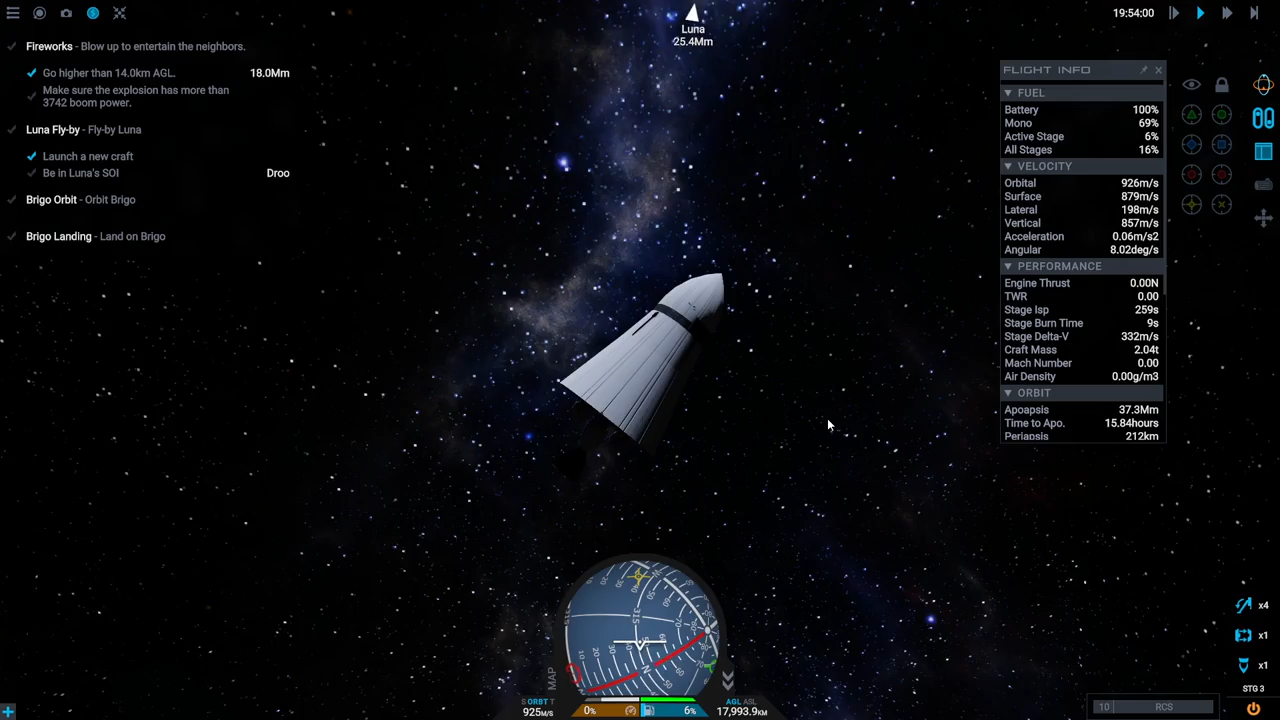 Luna
25.4Mm
19:54:00
Fireworks - Blow up to entertain the neighbors.
Go higher than 14.0km AGL. 18.0Mm
Make sure the explosion has more than
3742 boom power.
Luna Fly-by - Fly-by Luna
Launch a new craft
Be in Luna's SOI Droo
Brigo Orbit - Orbit Brigo
Brigo Landing - Land on Brigo
FLIGHT INFO
FUEL
Battery 100%
Mono 69%
Active Stage 6%
All Stages 16%
VELOCITY
Orbital 926m/s
Surface 879m/s
Lateral 198m/s
Vertical 857m/s
Acceleration 0.06m/s2
Angular 8.02deg/s
PERFORMANCE
Engine Thrust 0.00N
TWR 0.00
Stage Isp 259s
Stage Burn Time 9s
Stage Delta-V 332m/s
Craft Mass 2.04t
Mach Number 0.00
Air Density 0.00g/m3
ORBIT
Apoapsis 37.3Mm
Time to Apo. 15.84hours
Periapsis 212km
x4
x1
x1
STG 3
MAP
S ORBT T
925M/S
0%
6%
AGL ASL
17,993.9KM
10 RCS